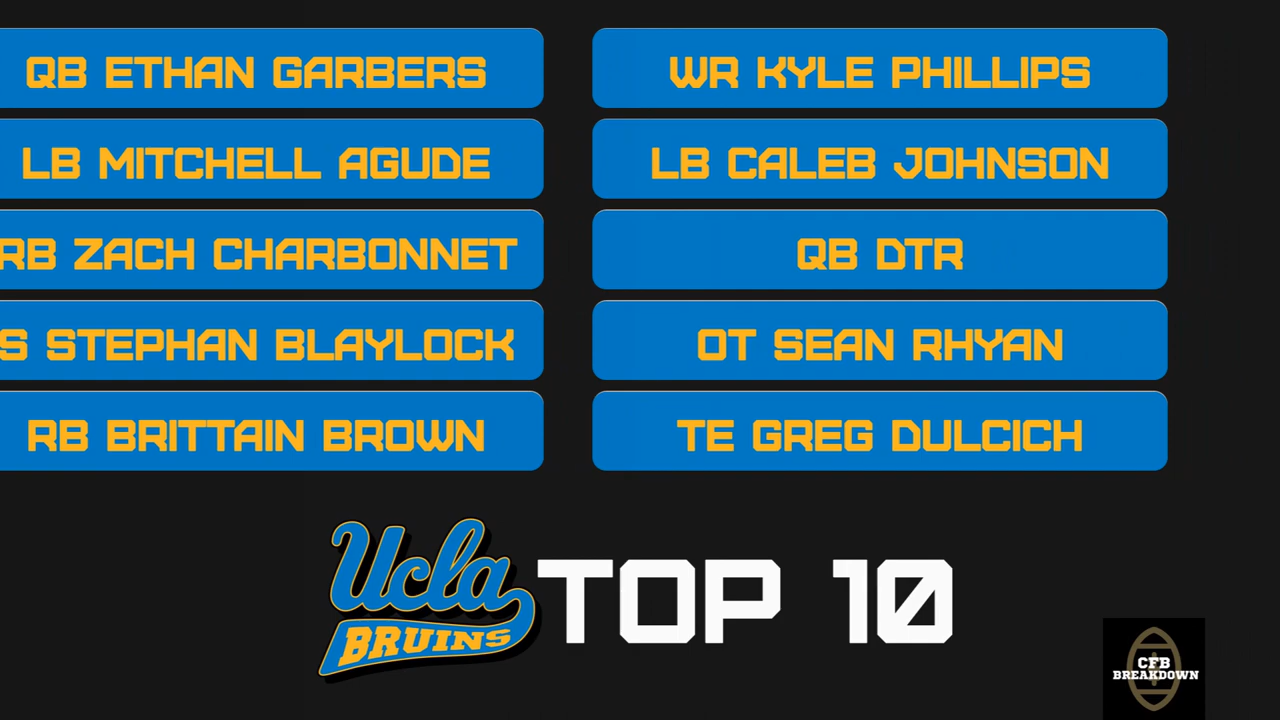 QB ETHAN GARBERS
LB MITCHELL AGUDE
RB ZACH CHARBONNET
S STEPHAN BLAYLOCK
RB BRITTAIN BROWN
WR KYLE PHILLIPS
LB CALEB JOHNSON
QB DTR
OT SEAN RHYAN
TE GREG DULCICH
Ucla
BRUINS
TOP 10
CFB
BREAKDOWN